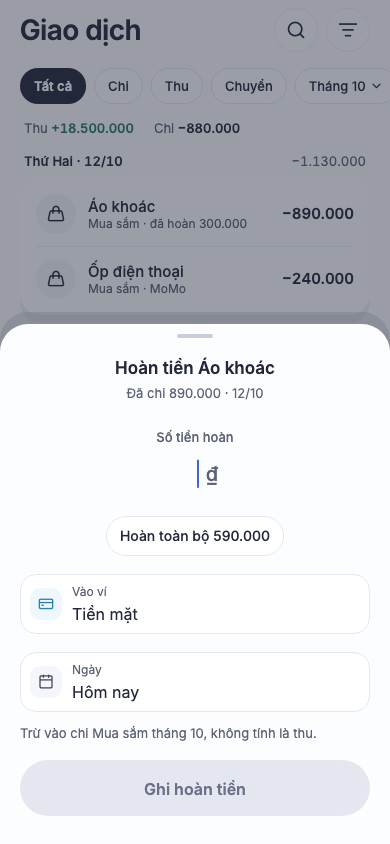 Giao dịch
Tất cả
Chi
Thu
Chuyển
Tháng 10
Thu +18.500.000 Chi −880.000
Thứ Hai · 12/10 −1.130.000
Áo khoác
Mua sắm · đã hoàn 300.000
−890.000
Ốp điện thoại
Mua sắm · MoMo
−240.000
Hoàn tiền Áo khoác
Đã chi 890.000 · 12/10
Số tiền hoàn
₫
Hoàn toàn bộ 590.000
Vào ví
Tiền mặt
Ngày
Hôm nay
Trừ vào chi Mua sắm tháng 10, không tính là thu.
Ghi hoàn tiền